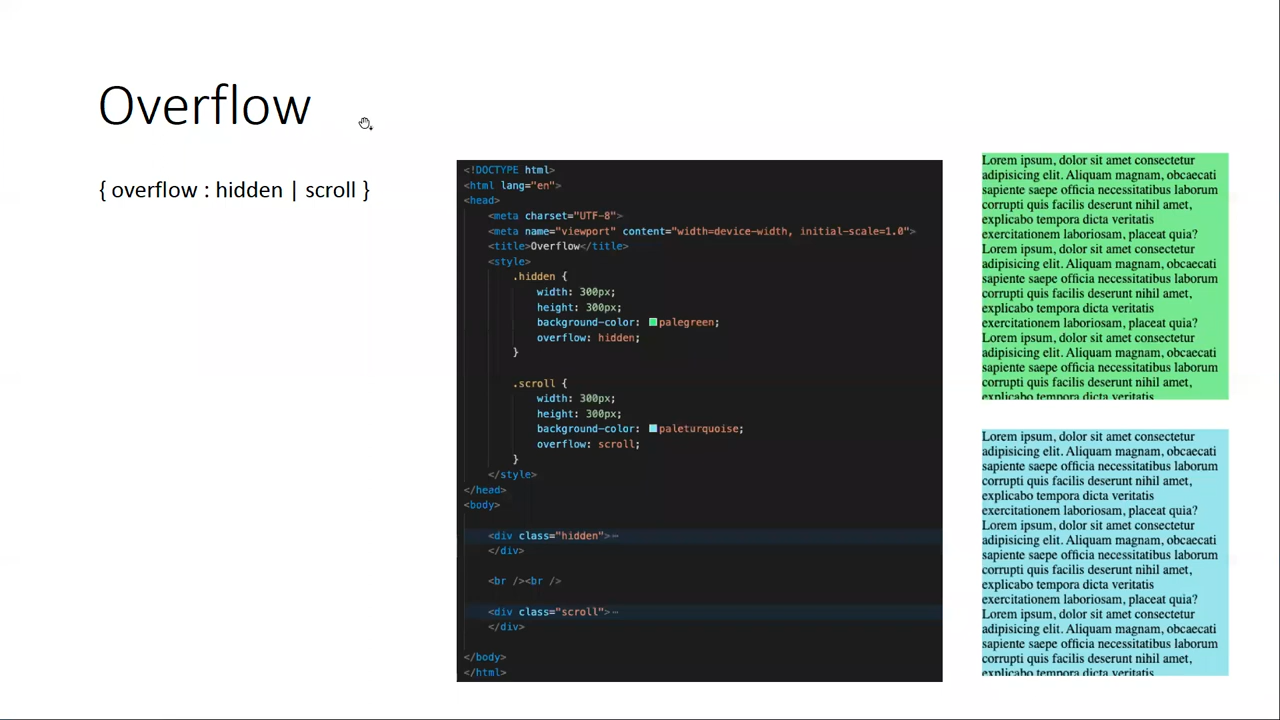 Overflow
{ overflow : hidden | scroll }
<!DOCTYPE html>
<html lang="en">
<head>
<meta charset="UTF-8">
<meta name="viewport" content="width=device-width, initial-scale=1.0">
<title>Overflow</title>
<style>
.hidden {
width: 300px;
height: 300px;
background-color: palegreen;
overflow: hidden;
}
.scroll {
width: 300px;
height: 300px;
background-color: paleturquoise;
overflow: scroll;
}
</style>
</head>
<body>
<div class="hidden">⋯
</div>
<br /><br />
<div class="scroll">⋯
</div>
</body>
</html>
Lorem ipsum, dolor sit amet consectetur
adipisicing elit. Aliquam magnam, obcaecati
sapiente saepe officia necessitatibus laborum
corrupti quis facilis deserunt nihil amet,
explicabo tempora dicta veritatis
exercitationem laboriosam, placeat quia?
Lorem ipsum, dolor sit amet consectetur
adipisicing elit. Aliquam magnam, obcaecati
sapiente saepe officia necessitatibus laborum
corrupti quis facilis deserunt nihil amet,
explicabo tempora dicta veritatis
exercitationem laboriosam, placeat quia?
Lorem ipsum, dolor sit amet consectetur
adipisicing elit. Aliquam magnam, obcaecati
sapiente saepe officia necessitatibus laborum
corrupti quis facilis deserunt nihil amet,
explicabo tempora dicta veritatis
Lorem ipsum, dolor sit amet consectetur
adipisicing elit. Aliquam magnam, obcaecati
sapiente saepe officia necessitatibus laborum
corrupti quis facilis deserunt nihil amet,
explicabo tempora dicta veritatis
exercitationem laboriosam, placeat quia?
Lorem ipsum, dolor sit amet consectetur
adipisicing elit. Aliquam magnam, obcaecati
sapiente saepe officia necessitatibus laborum
corrupti quis facilis deserunt nihil amet,
explicabo tempora dicta veritatis
exercitationem laboriosam, placeat quia?
Lorem ipsum, dolor sit amet consectetur
adipisicing elit. Aliquam magnam, obcaecati
sapiente saepe officia necessitatibus laborum
corrupti quis facilis deserunt nihil amet,
explicabo tempora dicta veritatis